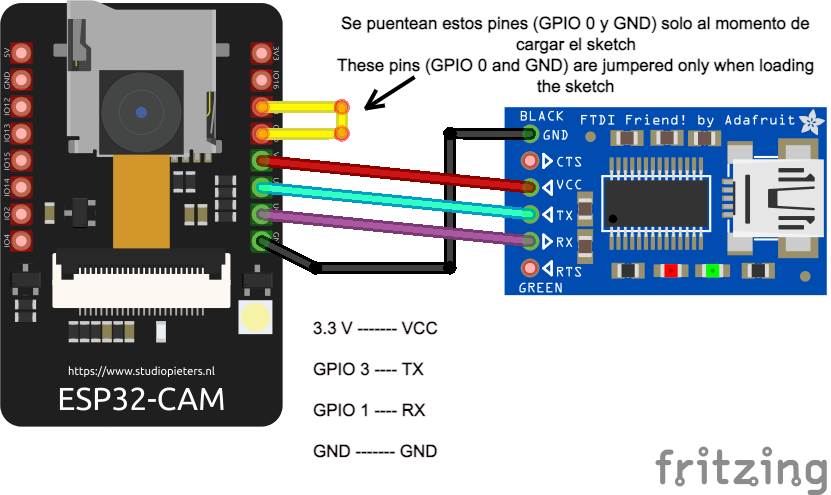 Se puentean estos pines (GPIO 0 y GND) solo al momento de
cargar el sketch
These pins (GPIO 0 and GND) are jumpered only when loading
the sketch
5V
GND
IO12
IO13
IO15
IO14
IO2
IO4
3V3
IO16
BLACK
FTDI Friend! by Adafruit
GND
CTS
VCC
TX
RX
RTS
GREEN
3.3 V ------- VCC
GPIO 3 ---- TX
GPIO 1 ---- RX
GND ------- GND
https://www.studiopieters.nl
ESP32-CAM
fritzing